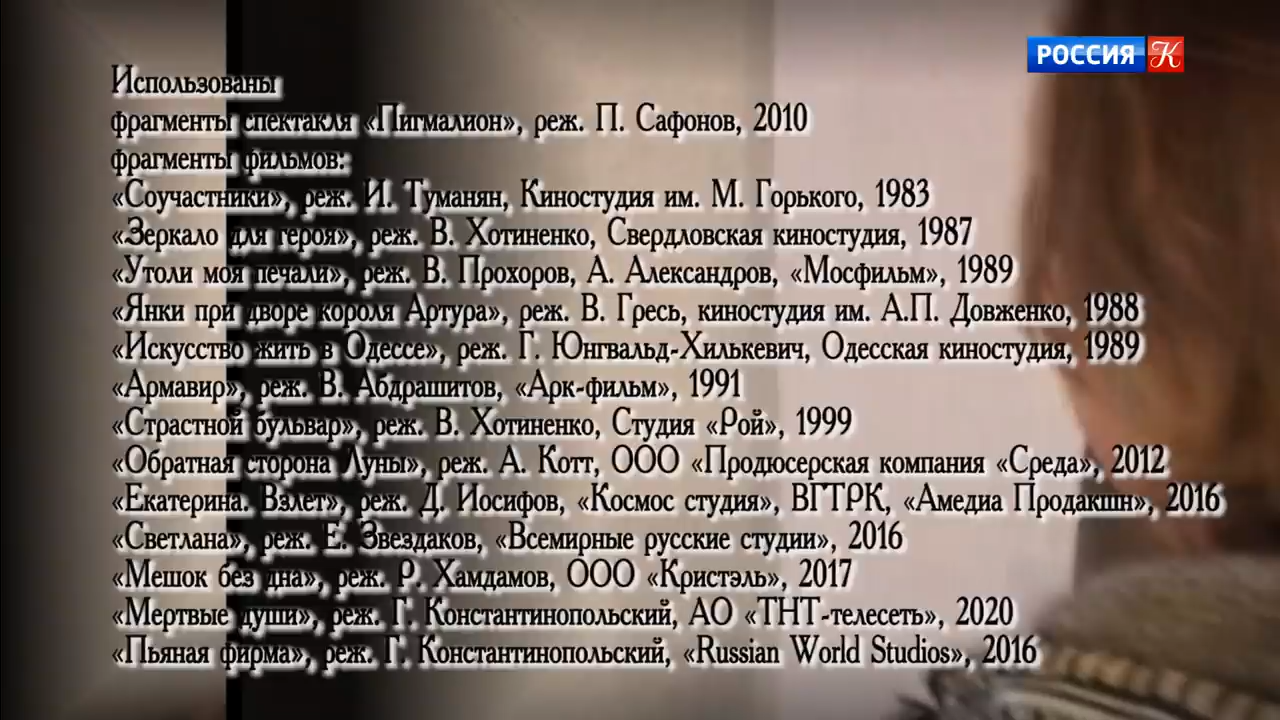 РОССИЯ К
Использованы
фрагменты спектакля «Пигмалион», реж. П. Сафонов, 2010
фрагменты фильмов:
«Соучастники», реж. И. Туманян, Киностудия им. М. Горького, 1983
«Зеркало для героя», реж. В. Хотиненко, Свердловская киностудия, 1987
«Утоли моя печали», реж. В. Прохоров, А. Александров, «Мосфильм», 1989
«Янки при дворе короля Артура», реж. В. Гресь, киностудия им. А.П. Довженко, 1988
«Искусство жить в Одессе», реж. Г. Юнгвальд-Хилькевич, Одесская киностудия, 1989
«Армавир», реж. В. Абдрашитов, «Арк-фильм», 1991
«Страстной бульвар», реж. В. Хотиненко, Студия «Рой», 1999
«Обратная сторона Луны», реж. А. Котт, ООО «Продюсерская компания «Среда», 2012
«Екатерина. Взлет», реж. Д. Иосифов, «Космос студия», ВГТРК, «Амедиа Продакшн», 2016
«Светлана», реж. Е. Звездаков, «Всемирные русские студии», 2016
«Мешок без дна», реж. Р. Хамдамов, ООО «Кристэль», 2017
«Мертвые души», реж. Г. Константинопольский, АО «ТНТ-телесеть», 2020
«Пьяная фирма», реж. Г. Константинопольский, «Russian World Studios», 2016